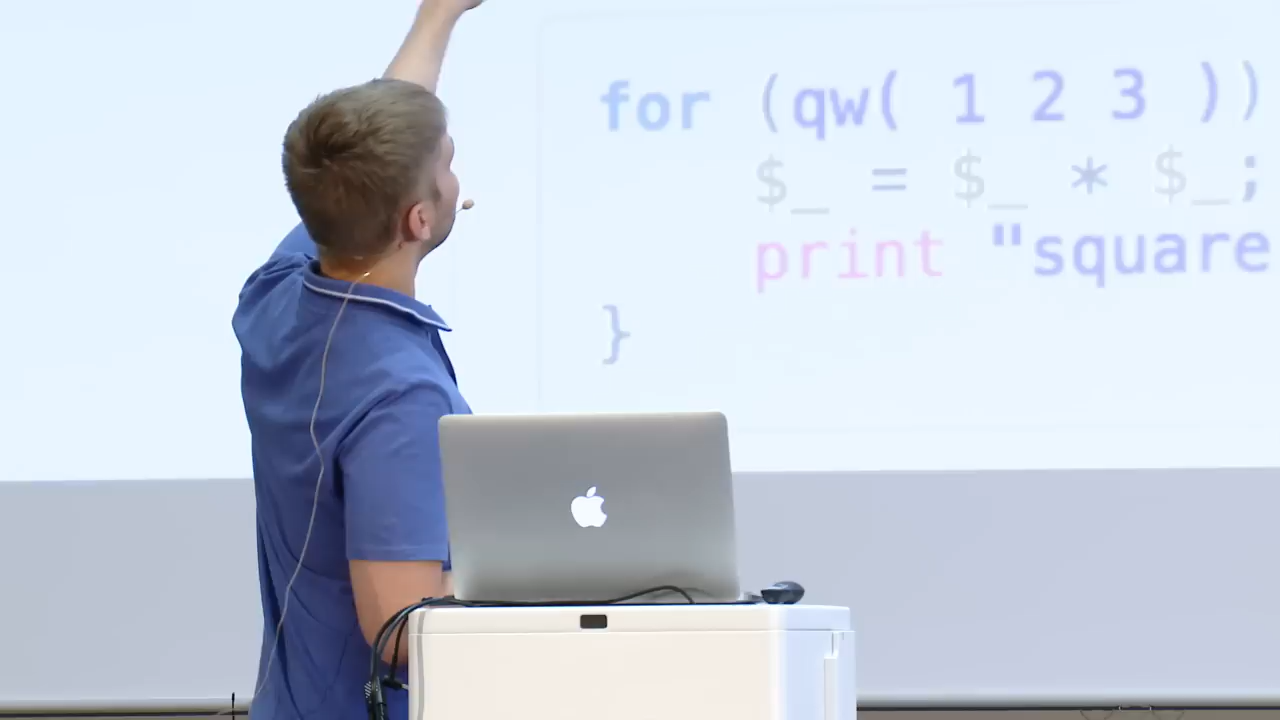 for (qw( 1 2 3 ))
$_ = $_ * $_;
print "square
}